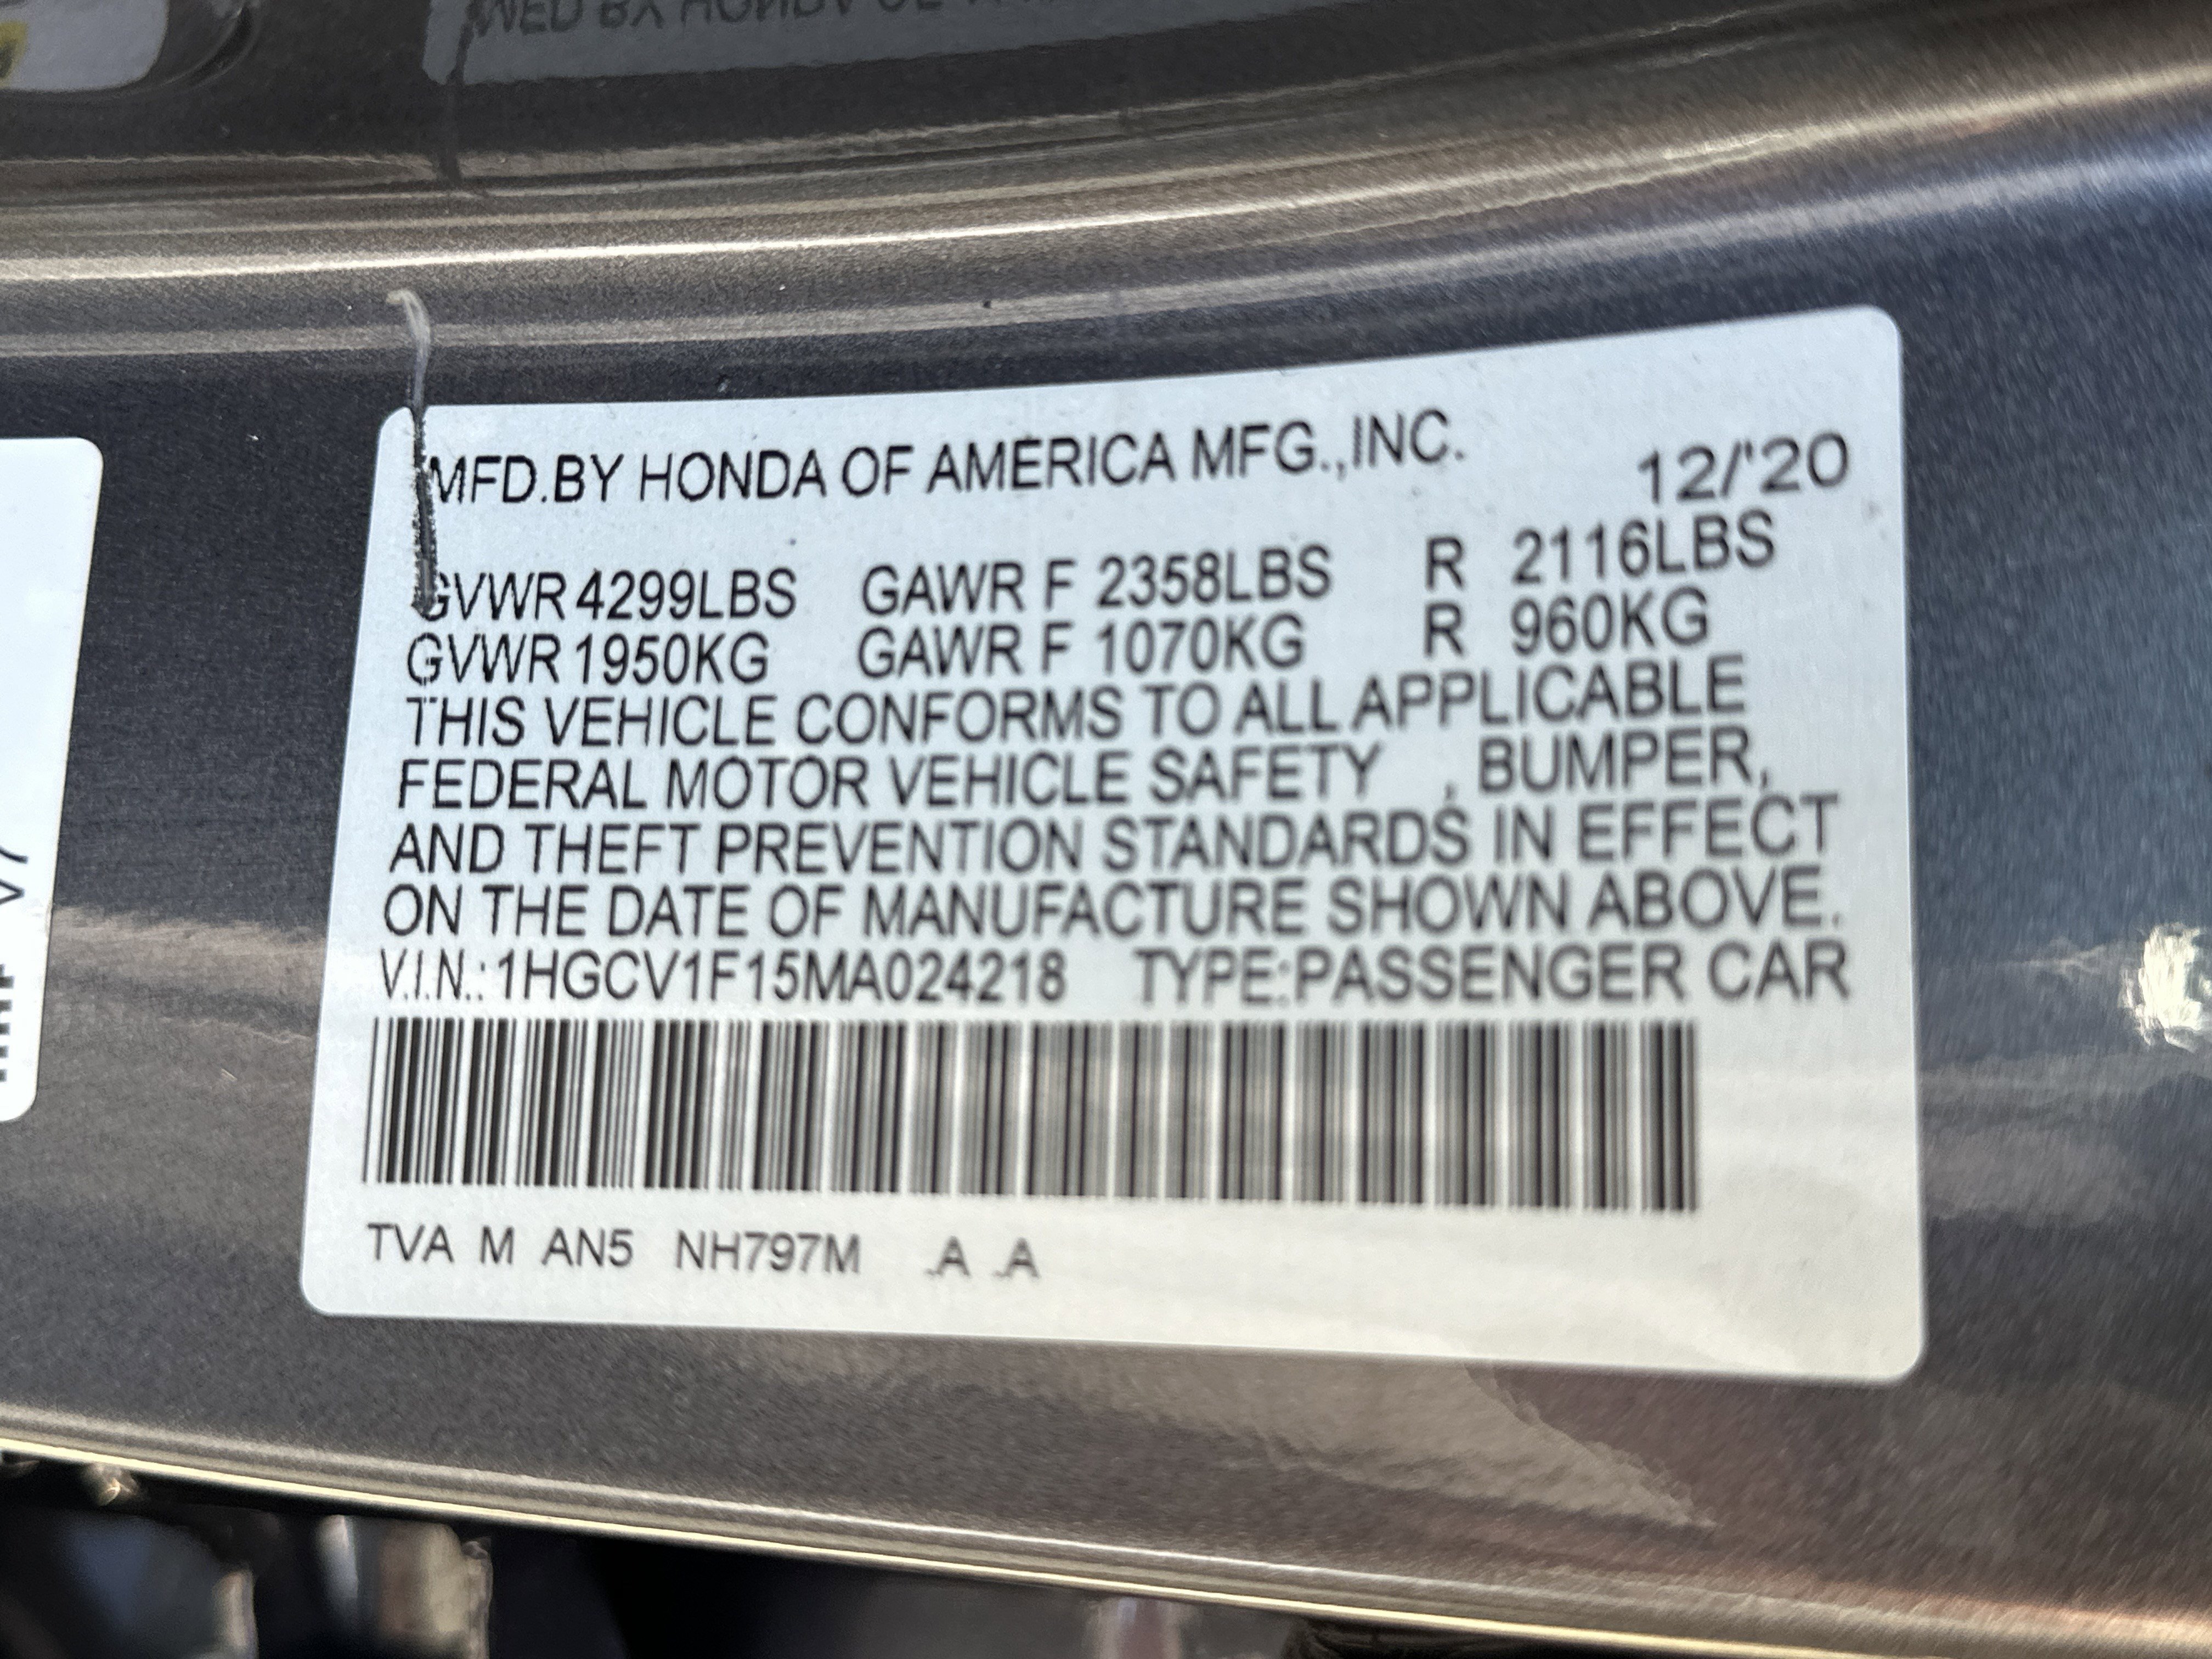 MFD.BY HONDA OF AMERICA MFG.,INC. 12/'20
GVWR 4299LBS GAWR F 2358LBS R 2116LBS
GVWR 1950KG GAWR F 1070KG R 960KG
THIS VEHICLE CONFORMS TO ALL APPLICABLE
FEDERAL MOTOR VEHICLE SAFETY , BUMPER,
AND THEFT PREVENTION STANDARDS IN EFFECT
ON THE DATE OF MANUFACTURE SHOWN ABOVE.
V.I.N.: 1HGCV1F15MA024218 TYPE:PASSENGER CAR
TVA M AN5 NH797M .A .A